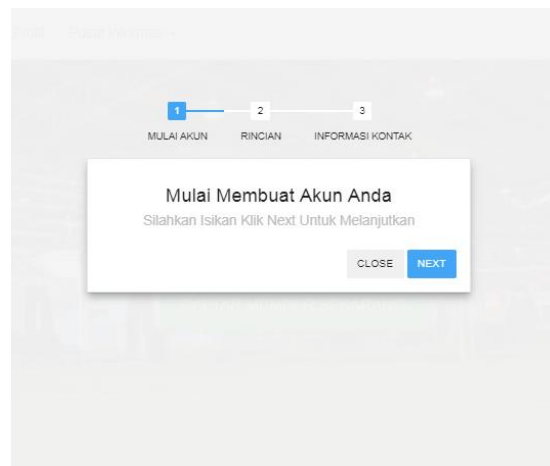 1 2 3
MULAI AKUN RINCIAN INFORMASI KONTAK
Mulai Membuat Akun Anda
Silahkan Isikan Klik Next Untuk Melanjutkan
CLOSE NEXT